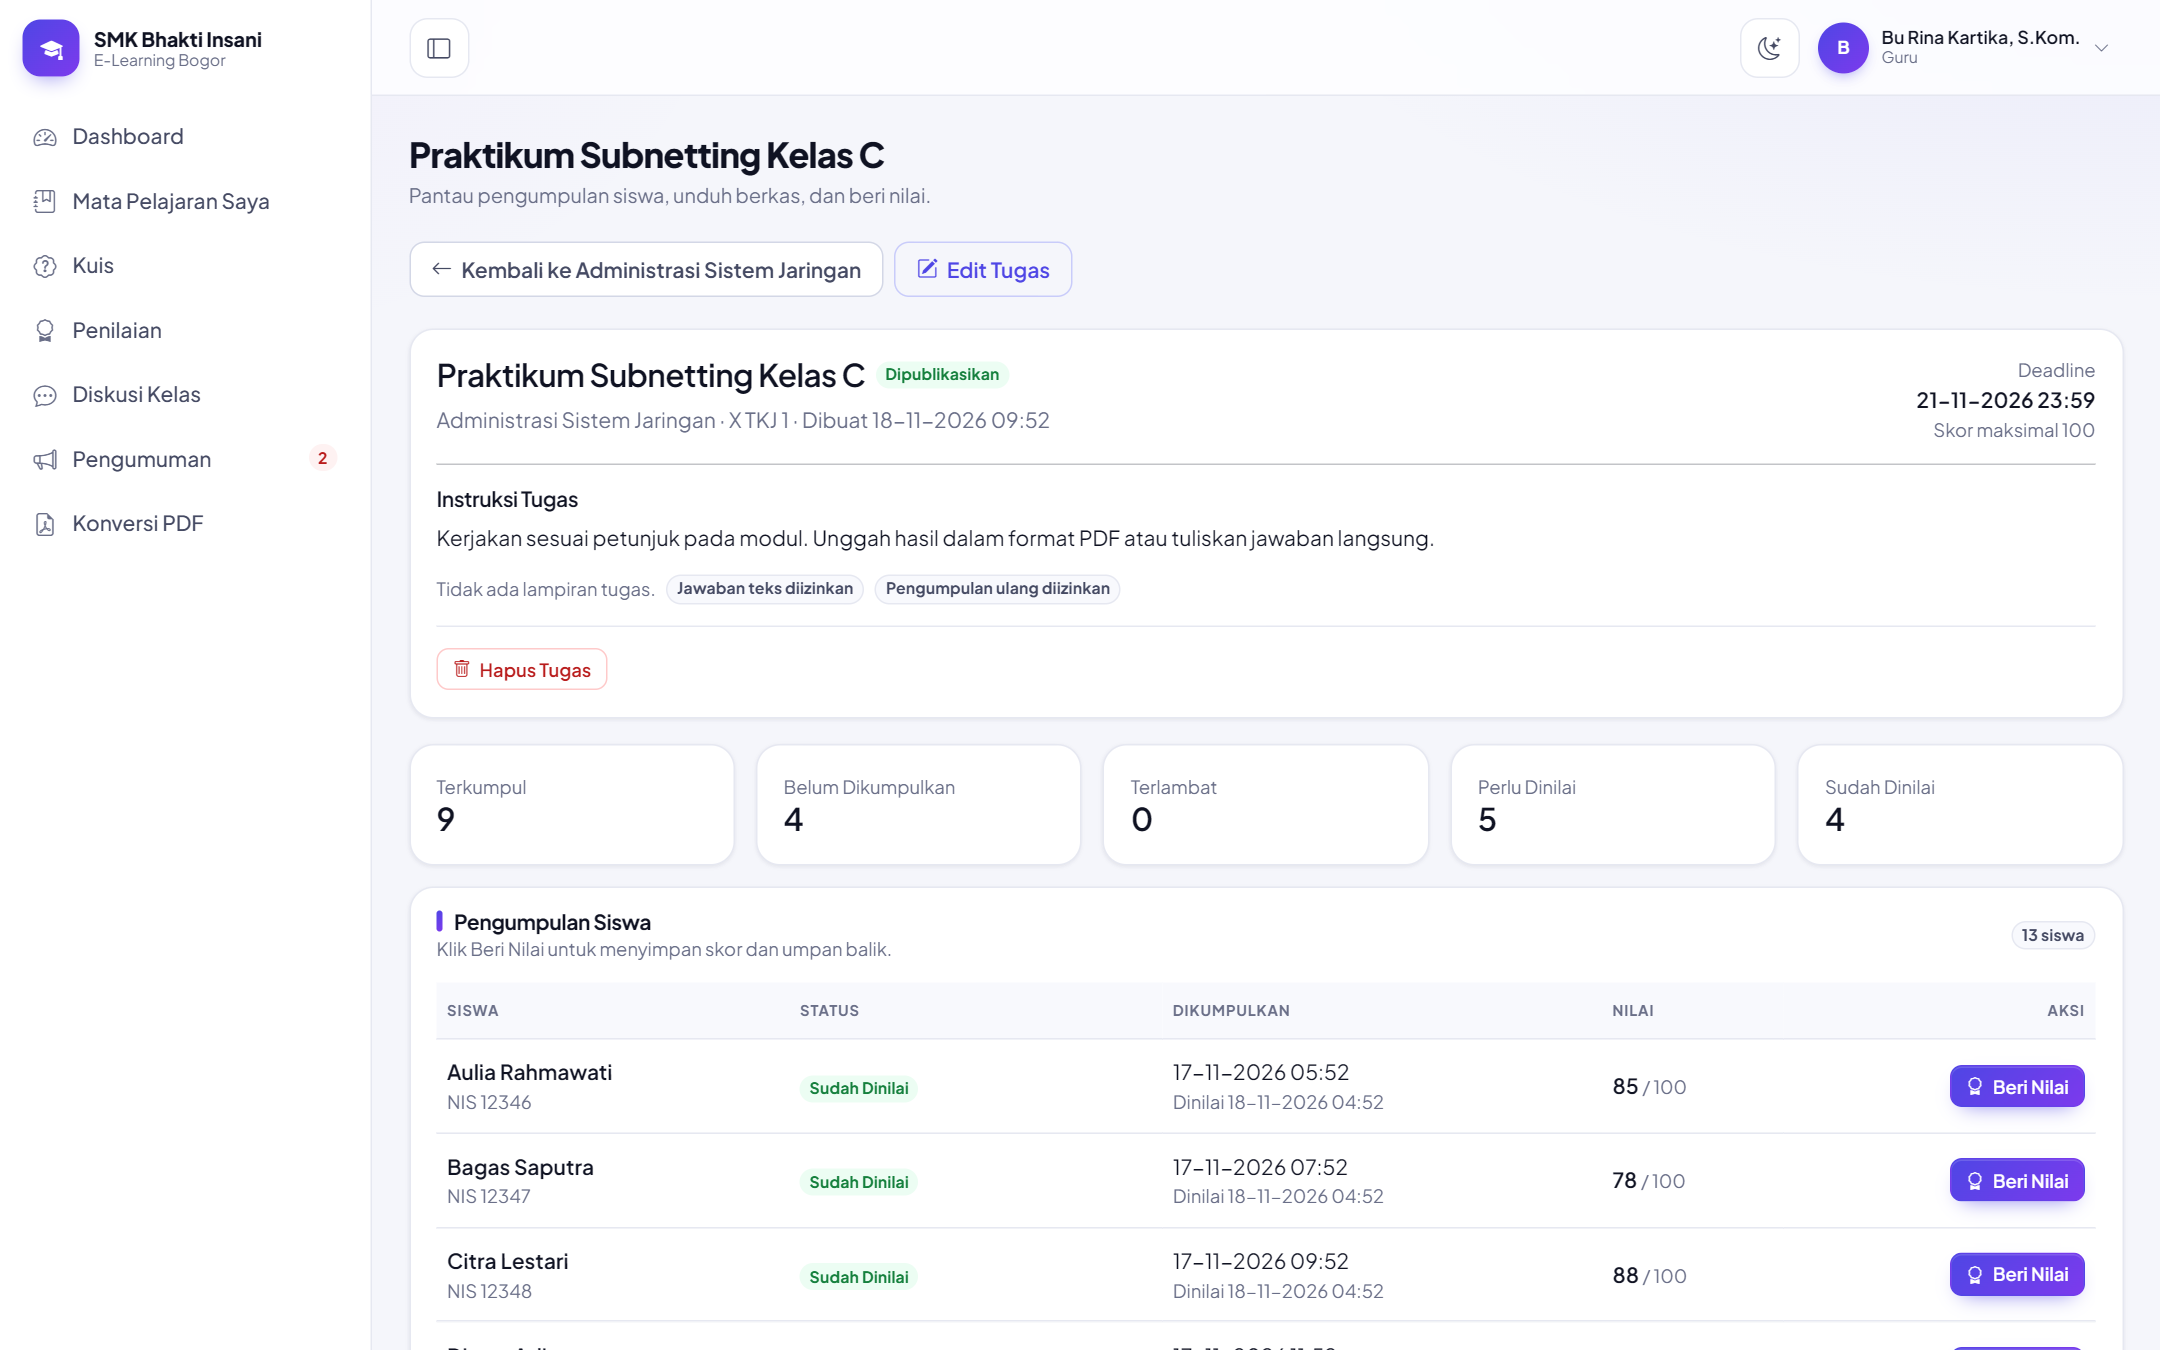 SMK Bhakti Insani
E-Learning Bogor
Dashboard
Mata Pelajaran Saya
Kuis
Penilaian
Diskusi Kelas
Pengumuman 2
Konversi PDF
B
Bu Rina Kartika, S.Kom.
Guru
Praktikum Subnetting Kelas C
Pantau pengumpulan siswa, unduh berkas, dan beri nilai.
Kembali ke Administrasi Sistem Jaringan
Edit Tugas
Praktikum Subnetting Kelas C Dipublikasikan
Administrasi Sistem Jaringan · X TKJ 1 · Dibuat 18-11-2026 09:52
Deadline
21-11-2026 23:59
Skor maksimal 100
Instruksi Tugas
Kerjakan sesuai petunjuk pada modul. Unggah hasil dalam format PDF atau tuliskan jawaban langsung.
Tidak ada lampiran tugas. Jawaban teks diizinkan Pengumpulan ulang diizinkan
Hapus Tugas
Terkumpul
9
Belum Dikumpulkan
4
Terlambat
0
Perlu Dinilai
5
Sudah Dinilai
4
Pengumpulan Siswa
Klik Beri Nilai untuk menyimpan skor dan umpan balik.
13 siswa
SISWA STATUS DIKUMPULKAN NILAI AKSI
Aulia Rahmawati
NIS 12346
Sudah Dinilai
17-11-2026 05:52
Dinilai 18-11-2026 04:52
85 / 100
Beri Nilai
Bagas Saputra
NIS 12347
Sudah Dinilai
17-11-2026 07:52
Dinilai 18-11-2026 04:52
78 / 100
Beri Nilai
Citra Lestari
NIS 12348
Sudah Dinilai
17-11-2026 09:52
Dinilai 18-11-2026 04:52
88 / 100
Beri Nilai